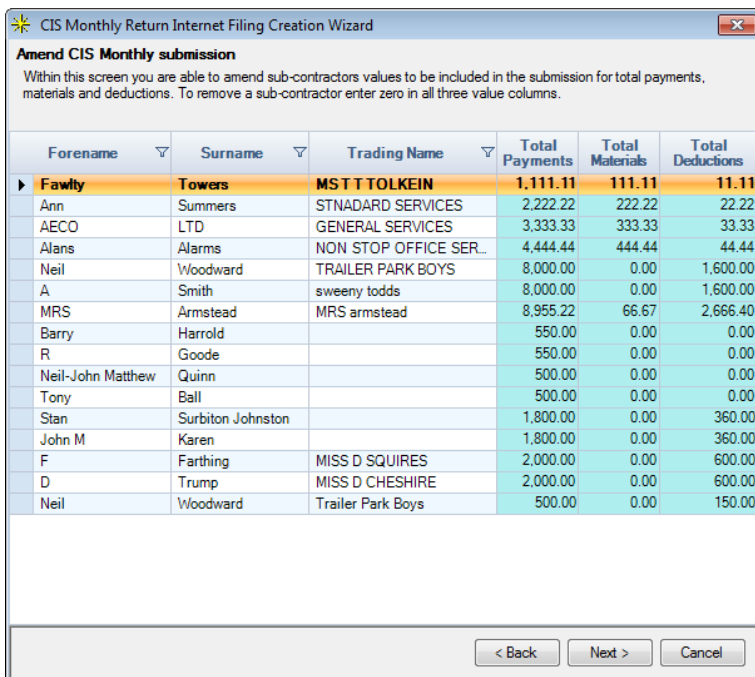 CIS Monthly Return Internet Filing Creation Wizard
Amend CIS Monthly submission
Within this screen you are able to amend sub-contractors values to be included in the submission for total payments,
materials and deductions. To remove a sub-contractor enter zero in all three value columns.
Forename Surname Trading Name Total Payments Total Materials Total Deductions
Fawlty Towers MS T T TOLKEIN 1,111.11 111.11 11.11
Ann Summers STNADARD SERVICES 2,222.22 222.22 22.22
AECO LTD GENERAL SERVICES 3,333.33 333.33 33.33
Alans Alarms NON STOP OFFICE SER... 4,444.44 444.44 44.44
Neil Woodward TRAILER PARK BOYS 8,000.00 0.00 1,600.00
A Smith sweeny todds 8,000.00 0.00 1,600.00
MRS Armstead MRS armstead 8,955.22 66.67 2,666.40
Barry Harrold 550.00 0.00 0.00
R Goode 550.00 0.00 0.00
Neil-John Matthew Quinn 500.00 0.00 0.00
Tony Ball 500.00 0.00 0.00
Stan Surbiton Johnston 1,800.00 0.00 360.00
John M Karen 1,800.00 0.00 360.00
F Farthing MISS D SQUIRES 2,000.00 0.00 600.00
D Trump MISS D CHESHIRE 2,000.00 0.00 600.00
Neil Woodward Trailer Park Boys 500.00 0.00 150.00
< Back Next > Cancel